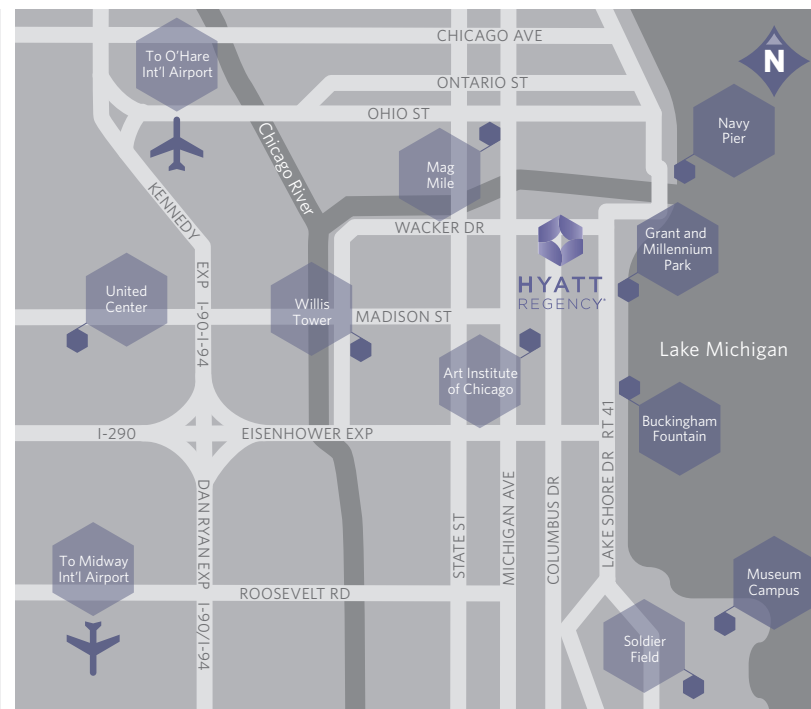 CHICAGO AVE
To O'Hare
Int'l Airport
N
ONTARIO ST
OHIO ST
Navy
Pier
Chicago River
Mag
Mile
KENNEDY
EXP I-90-I-94
WACKER DR
Grant and
Millennium
Park
HYATT
REGENCY®
United
Center
Willis
Tower
MADISON ST
Lake Michigan
Art Institute
of Chicago
Buckingham
Fountain
I-290
EISENHOWER EXP
LAKE SHORE DR RT 41
DAN RYAN EXP I-90/I-94
STATE ST
MICHIGAN AVE
COLUMBUS DR
To Midway
Int'l Airport
ROOSEVELT RD
Museum
Campus
Soldier
Field